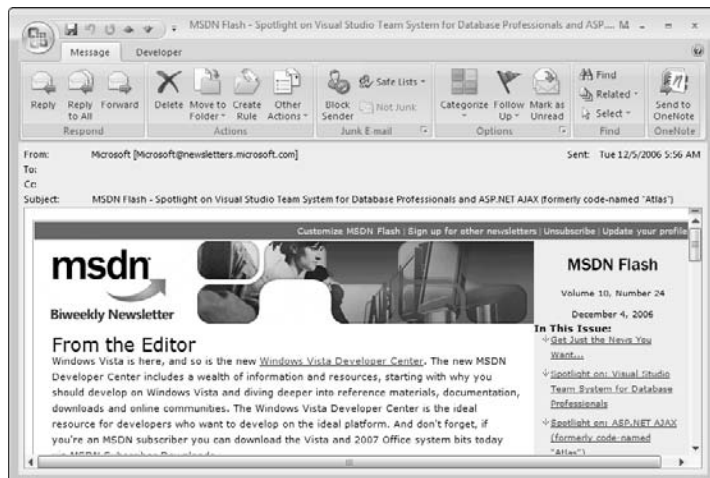 MSDN Flash - Spotlight on Visual Studio Team System for Database Professionals and ASP.... M
Message Developer
Reply Reply to All Forward
Respond
Delete Move to Folder Create Rule Other Actions
Actions
Block Sender Safe Lists Not Junk
Junk E-mail
Categorize Follow Up Mark as Unread
Options
Find Related Select
Find
Send to OneNote
OneNote
From: Microsoft [Microsoft@newsletters.microsoft.com] Sent: Tue 12/5/2006 5:56 AM
To:
Cc:
Subject: MSDN Flash - Spotlight on Visual Studio Team System for Database Professionals and ASP.NET AJAX (formerly code-named "Atlas")
Customize MSDN Flash | Sign up for other newsletters | Unsubscribe | Update your profile
msdn
Biweekly Newsletter
MSDN Flash
Volume 10, Number 24
December 4, 2006
From the Editor
Windows Vista is here, and so is the new Windows Vista Developer Center. The new MSDN
Developer Center includes a wealth of information and resources, starting with why you
should develop on Windows Vista and diving deeper into reference materials, documentation,
downloads and online communities. The Windows Vista Developer Center is the ideal
resource for developers who want to develop on the ideal platform. And don't forget, if
you're an MSDN subscriber you can download the Vista and 2007 Office system bits today
via MSDN Subscriber Downloads
In This Issue:
Get Just the News You
Want...
Spotlight on: Visual Studio
Team System for Database
Professionals
Spotlight on: ASP.NET AJAX
(formerly code-named
"Atlas")